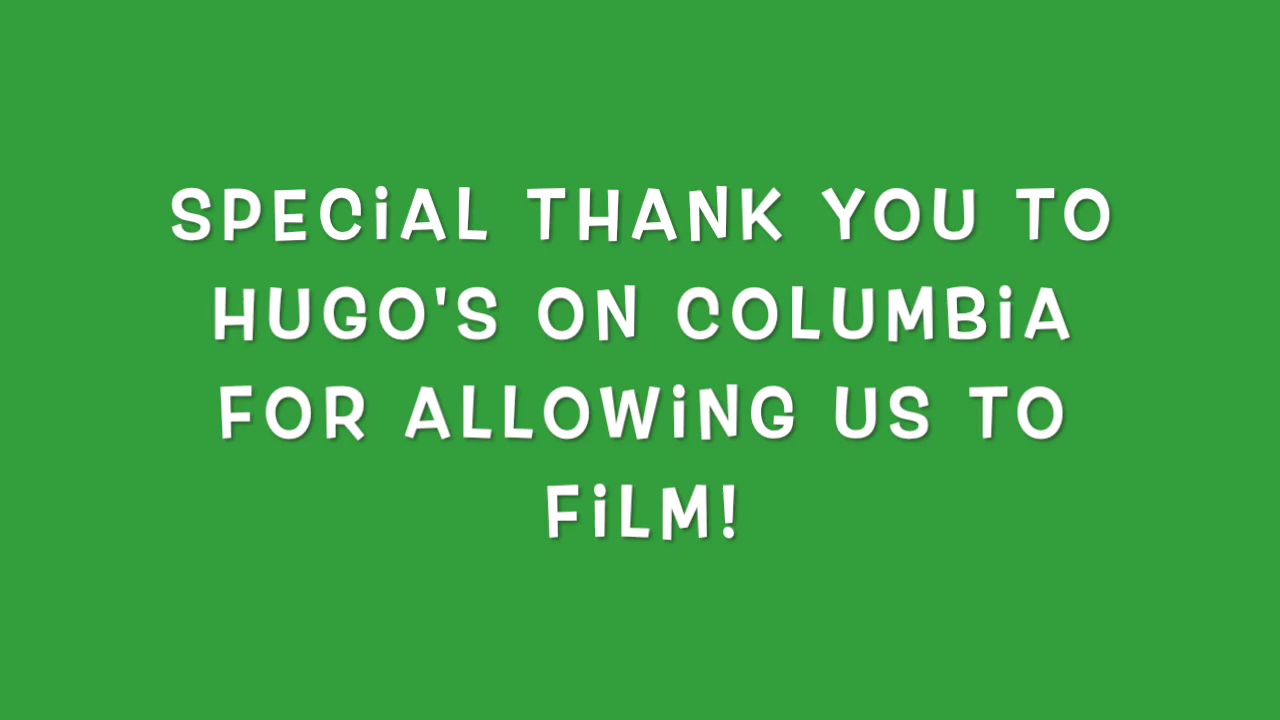 SPECiAL THANK YOU TO
HUGO'S ON COLUMBiA
FOR ALLOWiNG US TO
FiLM!